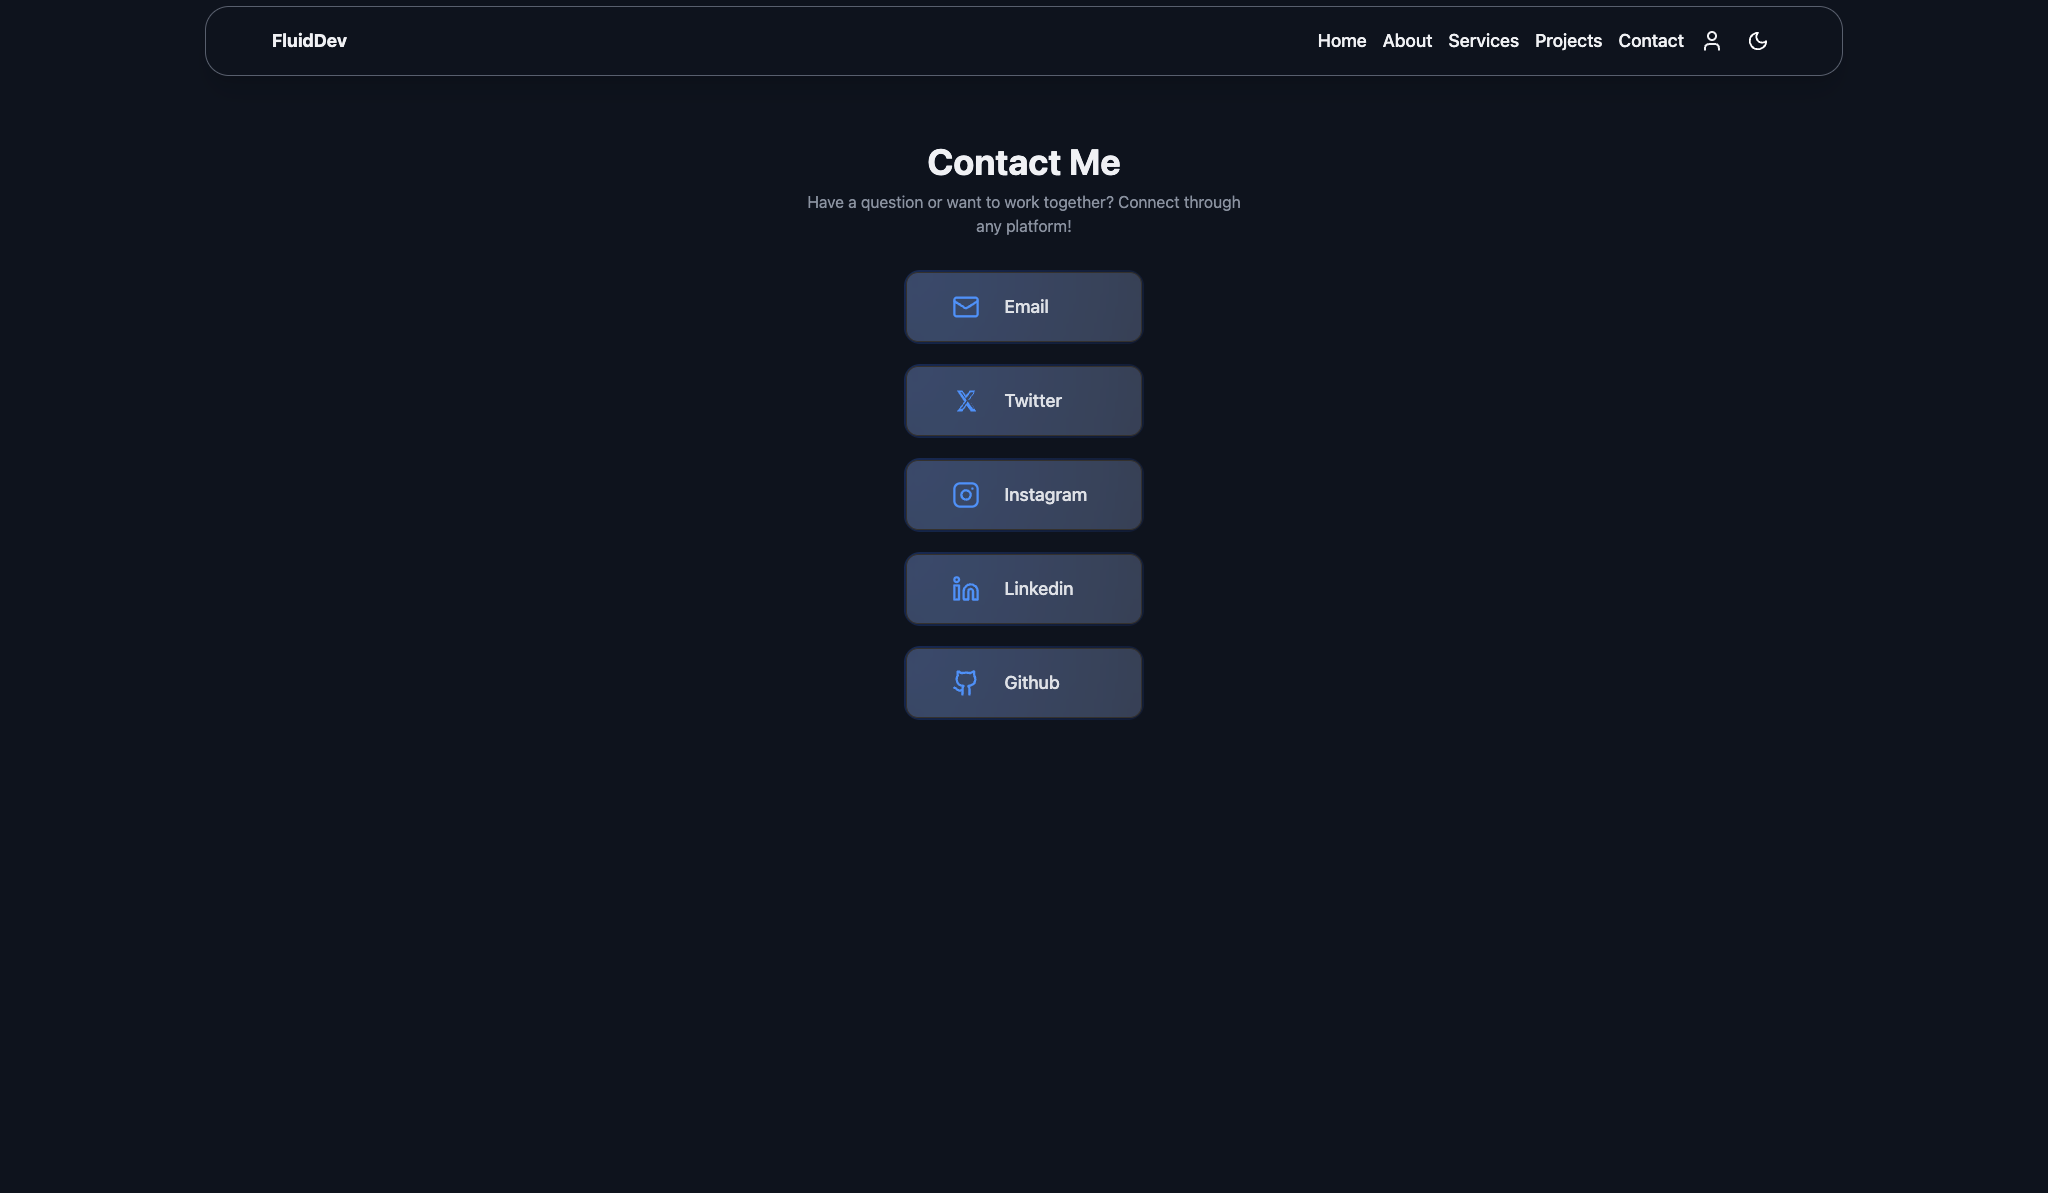 FluidDev
Home About Services Projects Contact
Contact Me
Have a question or want to work together? Connect through
any platform!
Email
Twitter
Instagram
Linkedin
Github